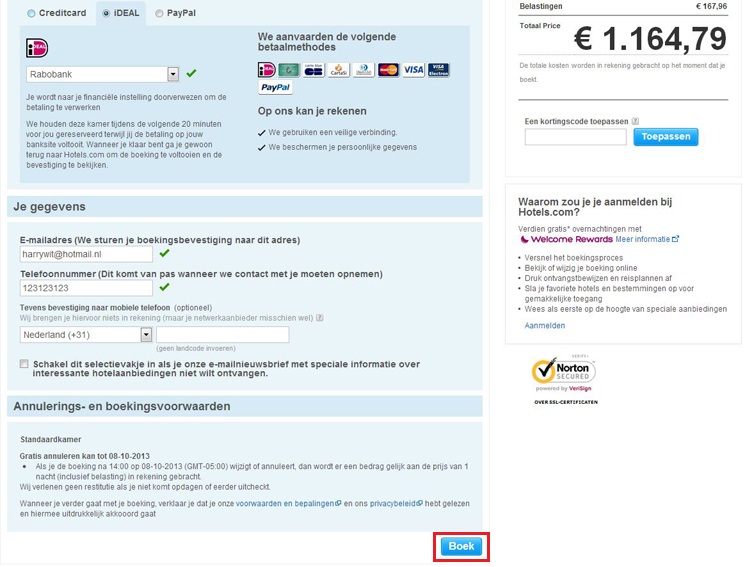 Creditcard iDEAL PayPal
iDEAL
Rabobank
Je wordt naar je financiële instelling doorverwezen om de
betaling te verwerken
We houden deze kamer tijdens de volgende 20 minuten
voor jou gereserveerd terwijl jij de betaling op jouw
banksite voltooit. Wanneer je klaar bent ga je gewoon
terug naar Hotels.com om de boeking te voltooien en de
bevestiging te bekijken.
We aanvaarden de volgende
betaalmethodes
iDEAL CartaSi VISA VISA
PayPal
Op ons kan je rekenen
We gebruiken een veilige verbinding.
We beschermen je persoonlijke gegevens
Je gegevens
E-mailadres (We sturen je boekingsbevestiging naar dit adres)
harrywit@hotmail.nl
Telefoonnummer (Dit komt van pas wanneer we contact met je moeten opnemen)
123123123
Tevens bevestiging naar mobiele telefoon (optioneel)
Wij brengen je hiervoor niets in rekening (maar je netwerkaanbieder misschien wel) ?
Nederland (+31)
(geen landcode invoeren)
Schakel dit selectievakje in als je onze e-mailnieuwsbrief met speciale informatie over
interessante hotelaanbiedingen niet wilt ontvangen.
Annulerings- en boekingsvoorwaarden
Standaardkamer
Gratis annuleren kan tot 08-10-2013
Als je de boeking na 14:00 op 08-10-2013 (GMT-05:00) wijzigt of annuleert, dan wordt er een bedrag gelijk aan de prijs van 1
nacht (inclusief belasting) in rekening gebracht.
Wij verlenen geen restitutie als je niet komt opdagen of eerder uitcheckt.
Wanneer je verder gaat met je boeking, verklaar je dat je onze voorwaarden en bepalingen en ons privacybeleid hebt gelezen
en hiermee uitdrukkelijk akkooord gaat
Boek
Belastingen € 167,96
Totaal Price € 1.164,79
De totale kosten worden in rekening gebracht op het moment dat je
boekt.
Een kortingscode toepassen ?
Toepassen
Waarom zou je je aanmelden bij
Hotels.com?
Verdien gratis* overnachtingen met
Welcome Rewards Meer informatie
Versnel het boekingsproces
Bekijk of wijzig je boeking online
Druk ontvangstbewijzen en reisplannen af
Sla je favoriete hotels en bestemmingen op voor
gemakkelijke toegang
Wees als eerste op de hoogte van speciale aanbiedingen
Aanmelden
Norton
SECURED
powered by VeriSign
OVER SSL-CERTIFICATEN